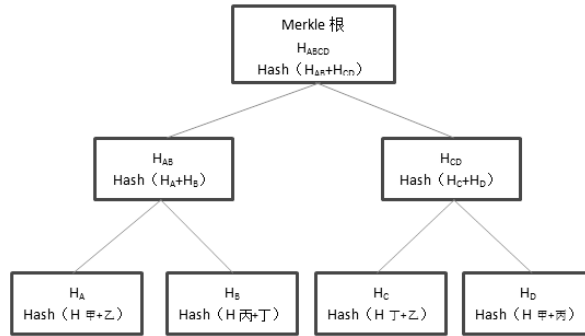 Merkle 根
HABCD
Hash（HAB+HCD）
HAB
Hash（HA+HB）
HCD
Hash（HC+HD）
HA
Hash（H 甲+乙）
HB
Hash（H 丙+丁）
HC
Hash（H 丁+乙）
HD
Hash（H 甲+丙）